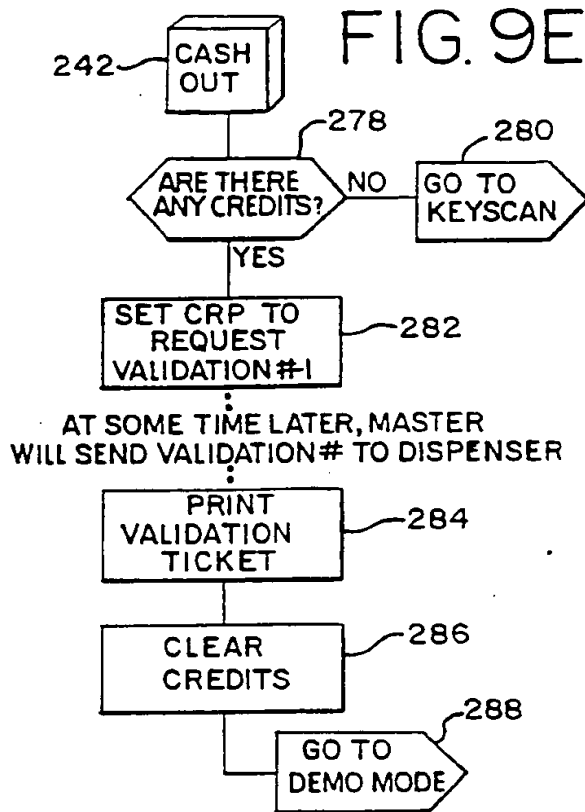 FIG. 9E
242
CASH
OUT
278
ARE THERE
ANY CREDITS?
NO
280
GO TO
KEYSCAN
YES
SET CRP TO
REQUEST
VALIDATION #-1
282
AT SOME TIME LATER, MASTER
WILL SEND VALIDATION # TO DISPENSER
PRINT
VALIDATION
TICKET
284
CLEAR
CREDITS
286
288
GO TO
DEMO MODE